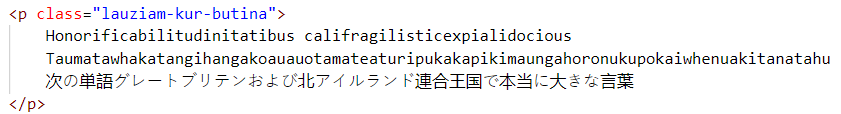 <p class="lauziam-kur-butina">
Honorificabilitudinitatibus califragilisticexpialidocious
Taumatawhakatangihangakoauauotamateaturipukakapikimaungahoronukupokaiwhenuakitanatahu
次の単語グレートブリテンおよび北アイルランド連合王国で本当に大きな言葉
</p>